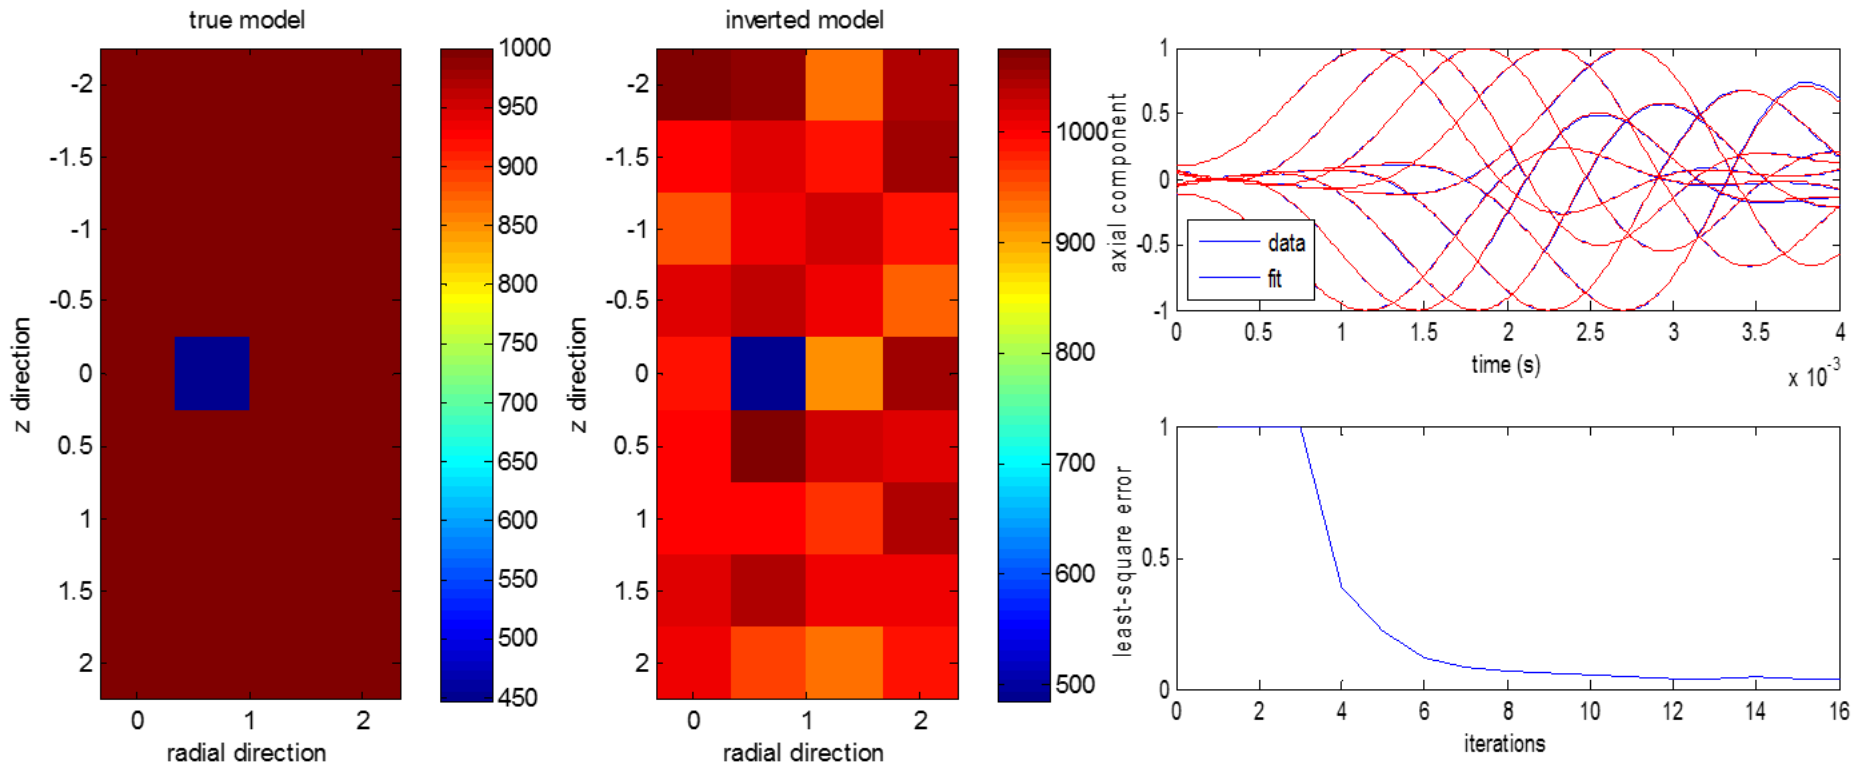 true model
1000
950
900
850
800
750
700
650
600
550
500
450
-2
-1.5
-1
-0.5
0
0.5
1
1.5
2
z direction
0 1 2
radial direction
inverted model
1000
900
800
700
600
500
-2
-1.5
-1
-0.5
0
0.5
1
1.5
2
z direction
0 1 2
radial direction
1
0.5
0
-0.5
-1
axial component
data
fit
0 0.5 1 1.5 2 2.5 3 3.5 4
time (s)
x 10-3
1
0.5
0
least-square error
0 2 4 6 8 10 12 14 16
iterations